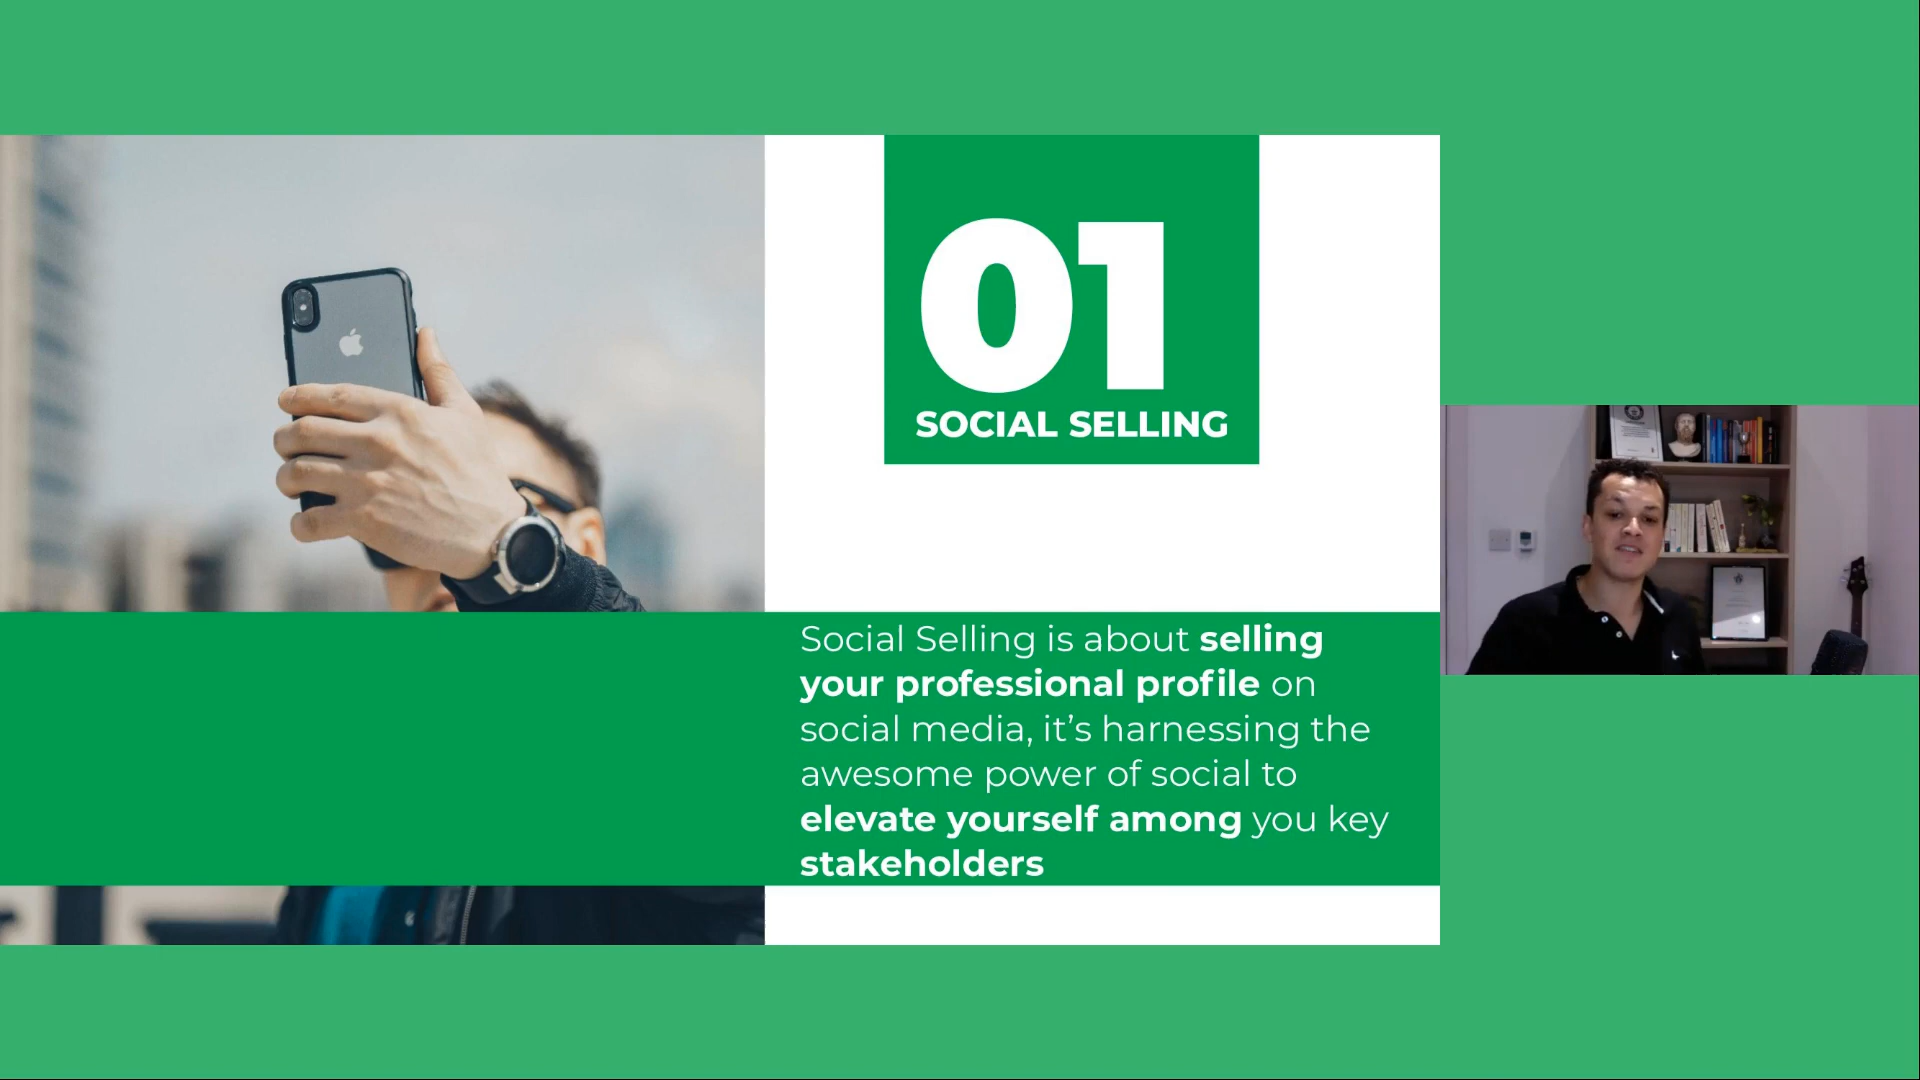 01
SOCIAL SELLING
Social Selling is about selling
your professional profile on
social media, it’s harnessing the
awesome power of social to
elevate yourself among you key
stakeholders